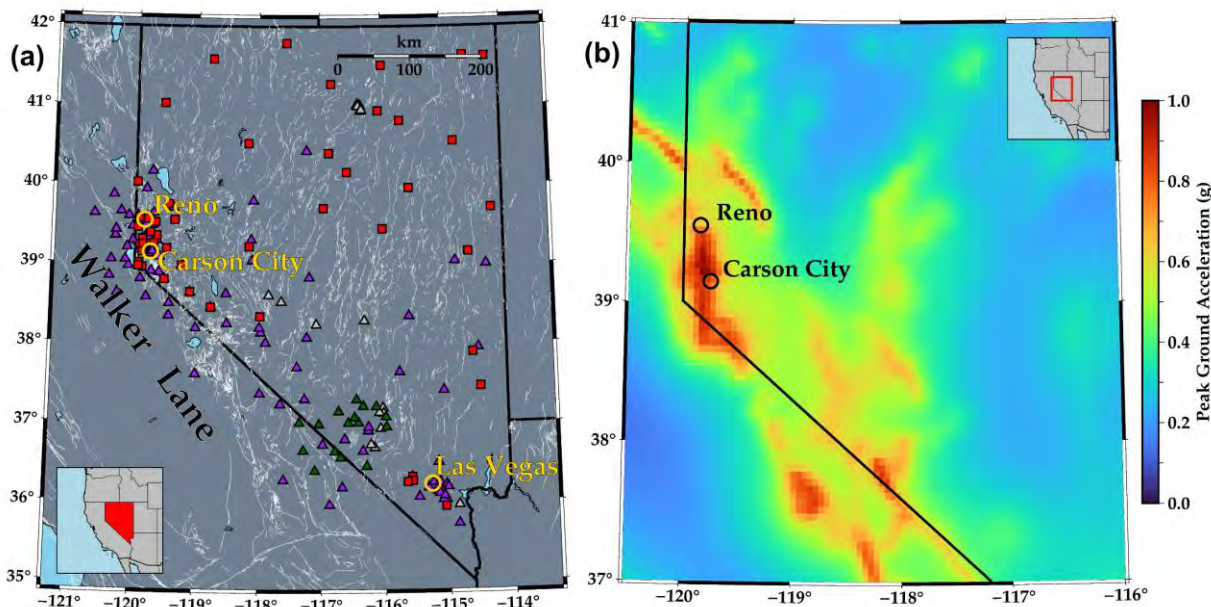 (a)
km
0 100 200
42°
41°
40°
39°
38°
37°
36°
35°
Reno
Carson City
Walker
Lane
Las Vegas
−121° −120° −119° −118° −117° −116° −115° −114° −113°
(b)
41°
40°
39°
38°
37°
Reno
Carson City
−120° −119° −118° −117° −116°
1.0
0.8
0.6
0.4
0.2
0.0
Peak Ground Acceleration (g)